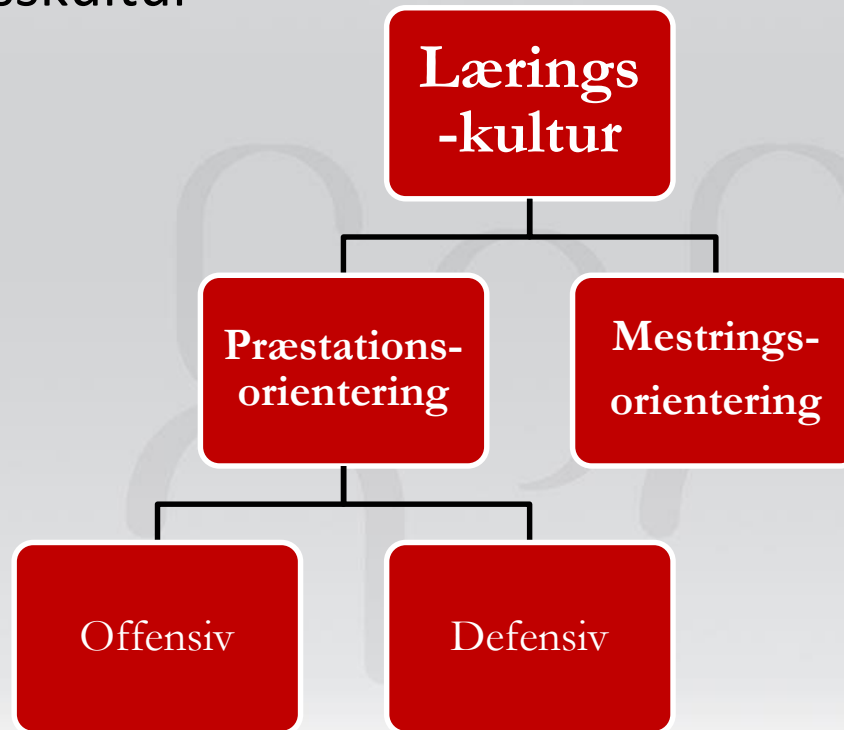 Lærings
-kultur
Præstations-
orientering
Mestrings-
orientering
Offensiv
Defensiv